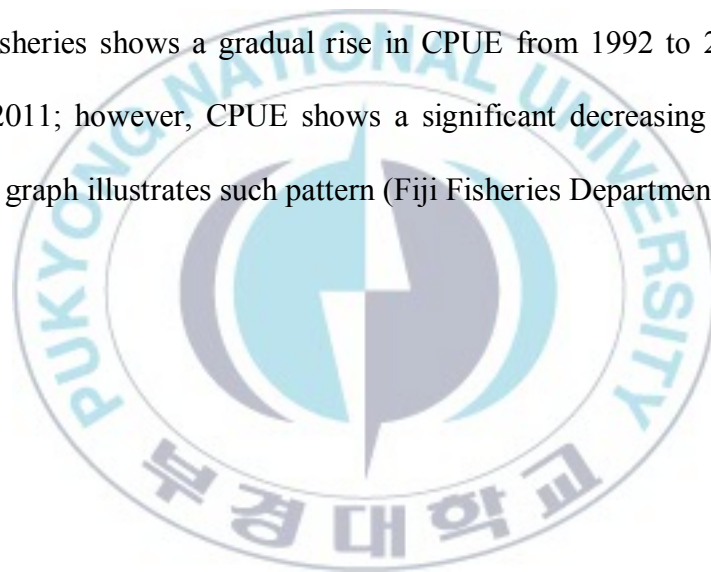 sheries shows a gradual rise in CPUE from 1992 to 2
2011; however, CPUE shows a significant decreasing
graph illustrates such pattern (Fiji Fisheries Departmen
PUKYONG NATIONAL UNIVERSITY
부경대학교